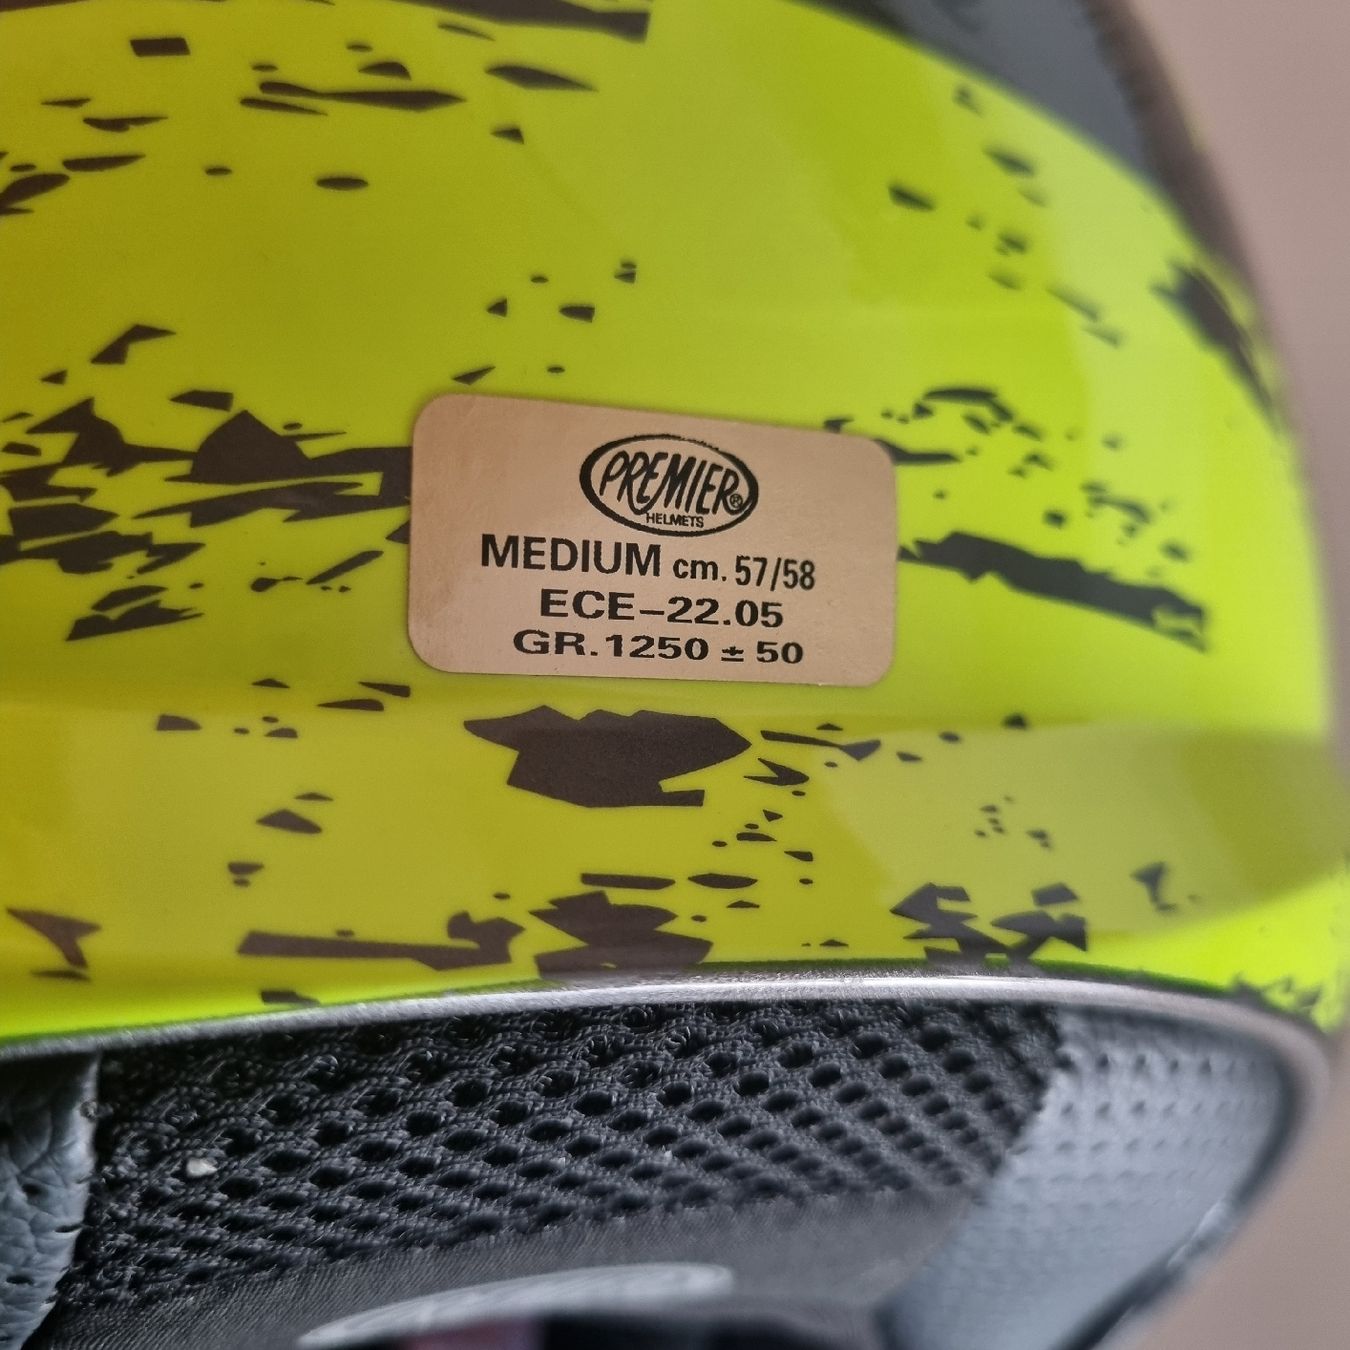 PREMIER®
HELMETS
MEDIUM cm. 57/58
ECE-22.05
GR. 1250 ± 50